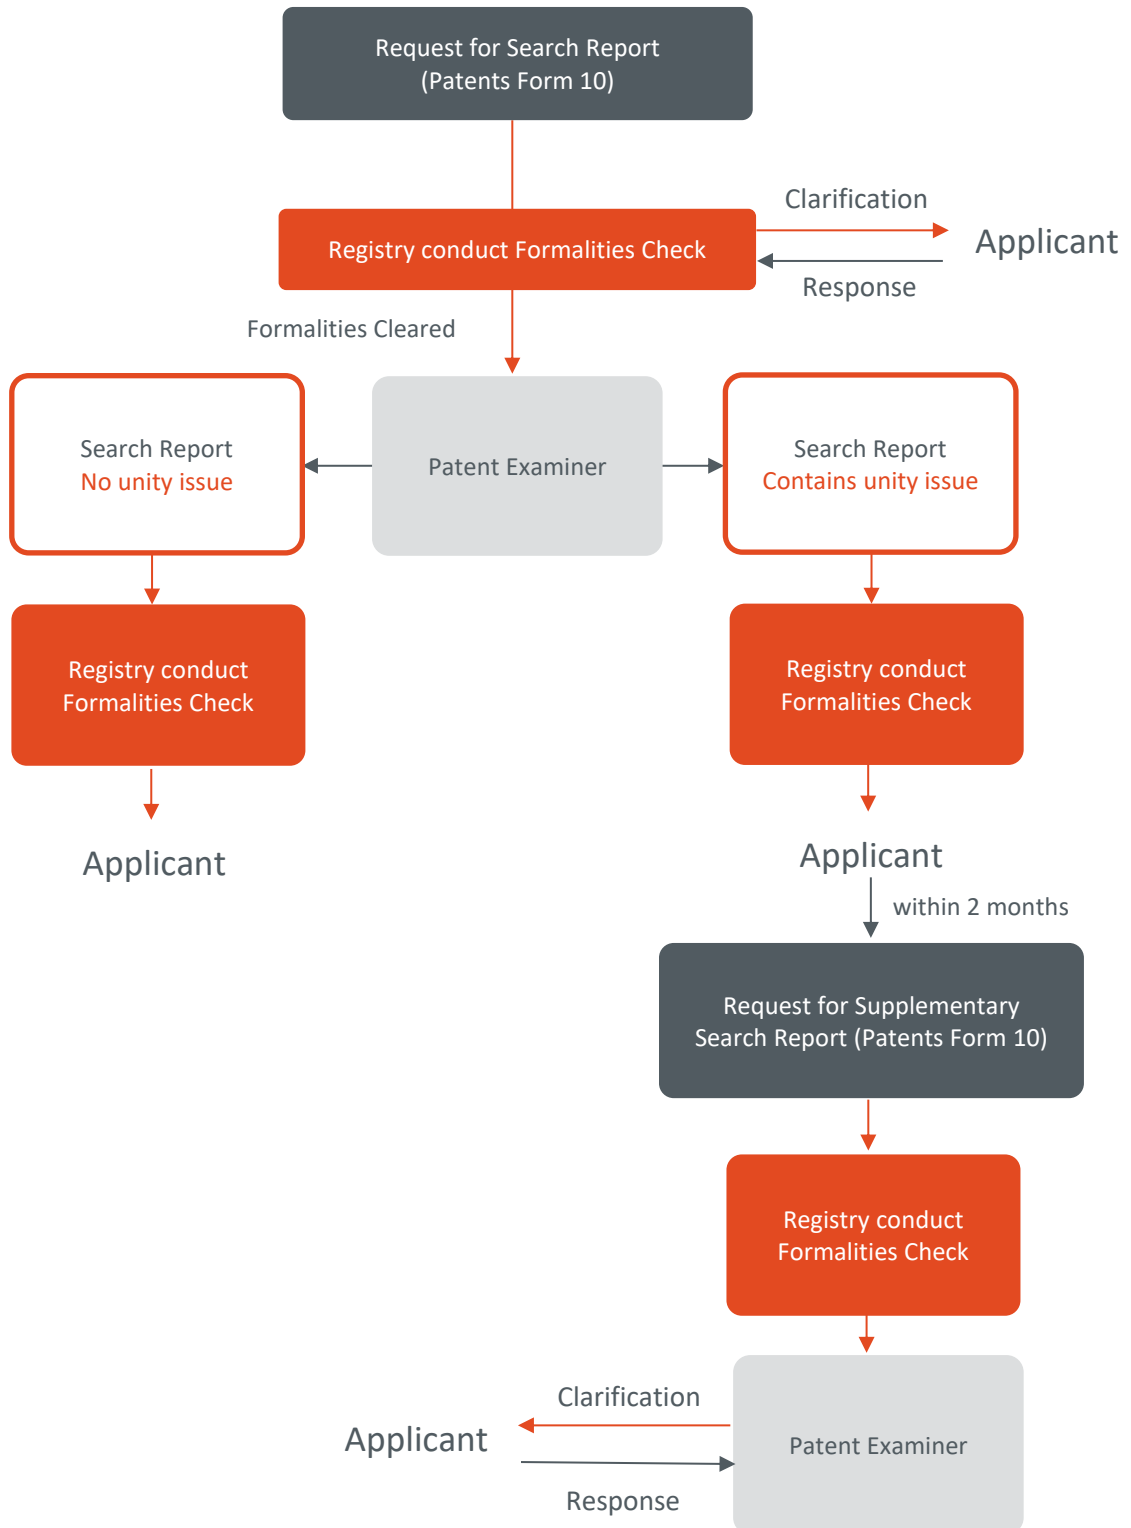 Request for Search Report
(Patents Form 10)
Clarification
Registry conduct Formalities Check
Applicant
Response
Formalities Cleared
Search Report
No unity issue
Patent Examiner
Search Report
Contains unity issue
Registry conduct
Formalities Check
Registry conduct
Formalities Check
Applicant
Applicant
within 2 months
Request for Supplementary
Search Report (Patents Form 10)
Registry conduct
Formalities Check
Clarification
Applicant
Patent Examiner
Response